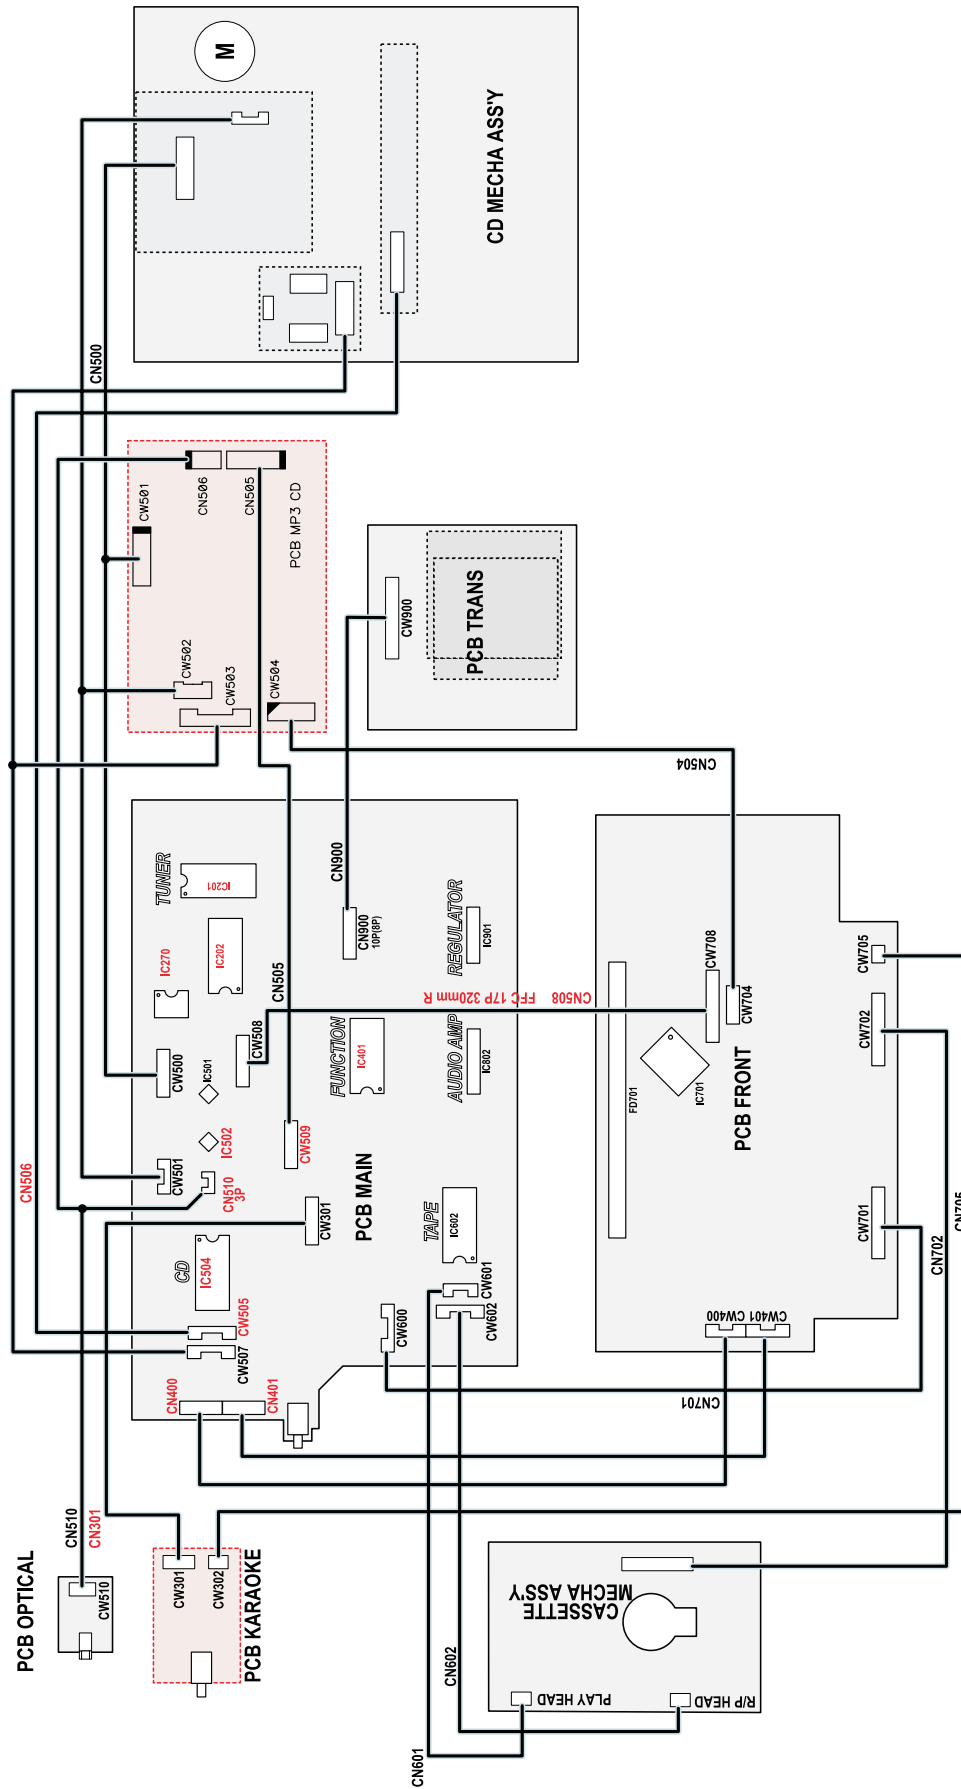 M
CD MECHA ASS'Y
CN500
CW501
CN506
CN505
PCB MP3 CD
CW502
CW503
CW504
CW900
PCB TRANS
CN504
TUNER
IC201
IC270
IC202
CN900
CN900
10P(8P)
REGULATOR
IC901
CN505
CN508 FFC 17P 320mm R
CW500
IC501
CW508
FUNCTION
IC401
AUDIO AMP
IC802
CW708
CW704
CW705
CW702
FD701
IC701
PCB FRONT
CN506
CW501
IC502
CN510
3P
CW509
CW301
PCB MAIN
TAPE
IC602
CW701
CN702
CN705
CD
IC504
CW505
CW507
CW601
CW602
CW600
CW401 CW400
CN400
CN401
CN701
CN510
CN301
PCB OPTICAL
CW510
CW301
CW302
PCB KARAOKE
CASSETTE
MECHA ASS'Y
CN602
PLAY HEAD
R/P HEAD
CN601